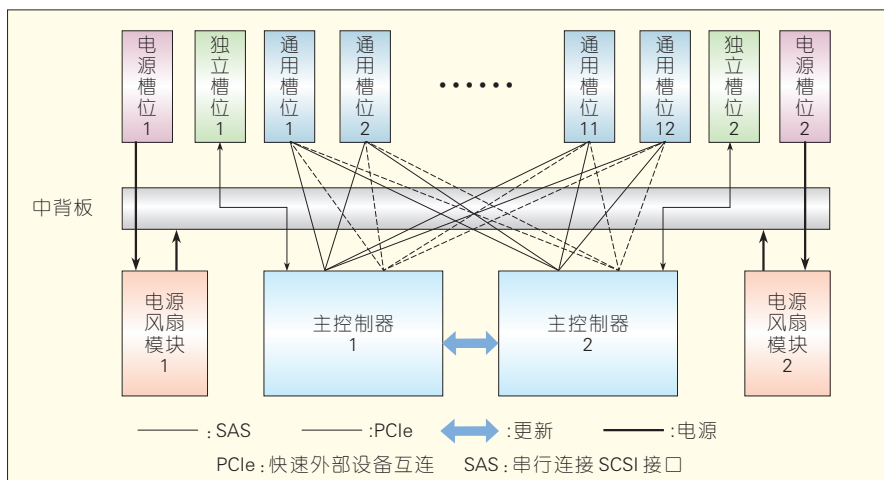 电源槽位1
独立槽位1
通用槽位1
通用槽位2
……
通用槽位11
通用槽位12
独立槽位2
电源槽位2
中背板
电源风扇模块1
主控制器1
主控制器2
电源风扇模块2
: SAS :PCIe :更新 :电源
PCIe : 快速外部设备互连 SAS : 串行连接 SCSI 接口